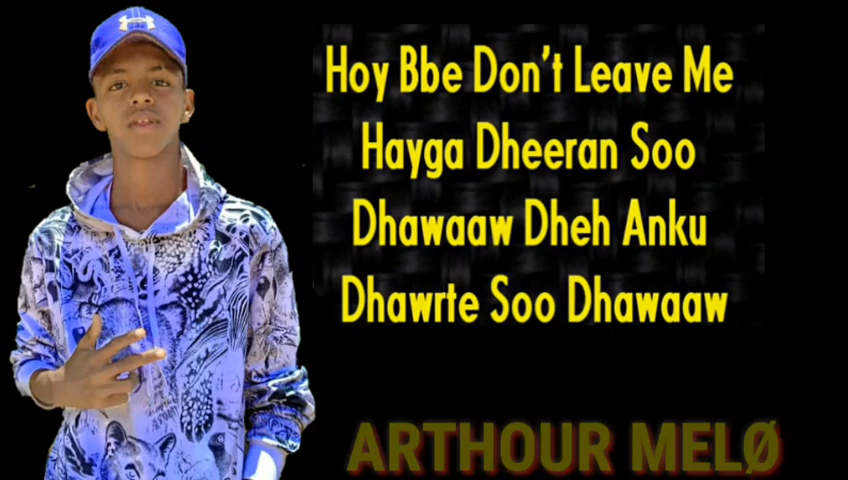 Hoy Bbe Don't Leave Me
Hayga Dheeran Soo
Dhawaaw Dheh Anku
Dhawrte Soo Dhawaaw
ARTHOUR MELØ